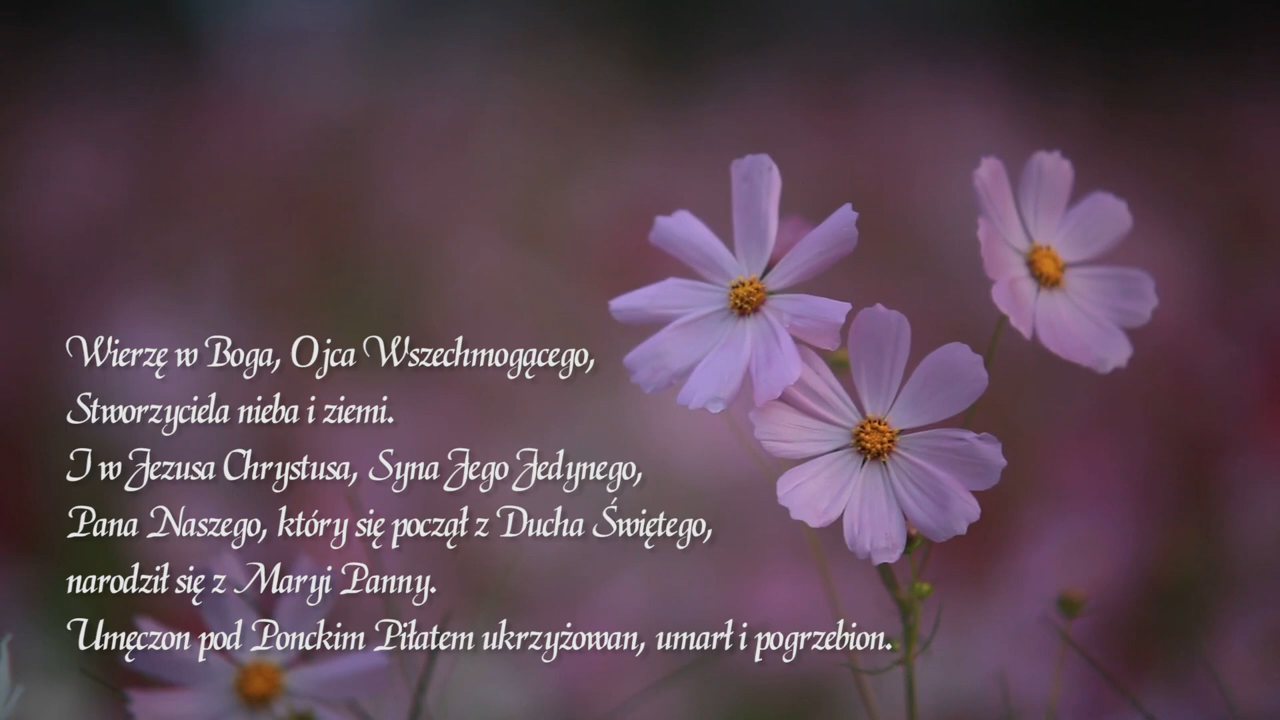 Wierzę w Boga, Ojca Wszechmogącego,
Stworzyciela nieba i ziemi.
I w Jezusa Chrystusa, Syna Jego Jedynego,
Pana Naszego, który się począł z Ducha Świętego,
narodził się z Maryi Panny.
Umęczon pod Ponckim Piłatem ukrzyżowan, umarł i pogrzebion.